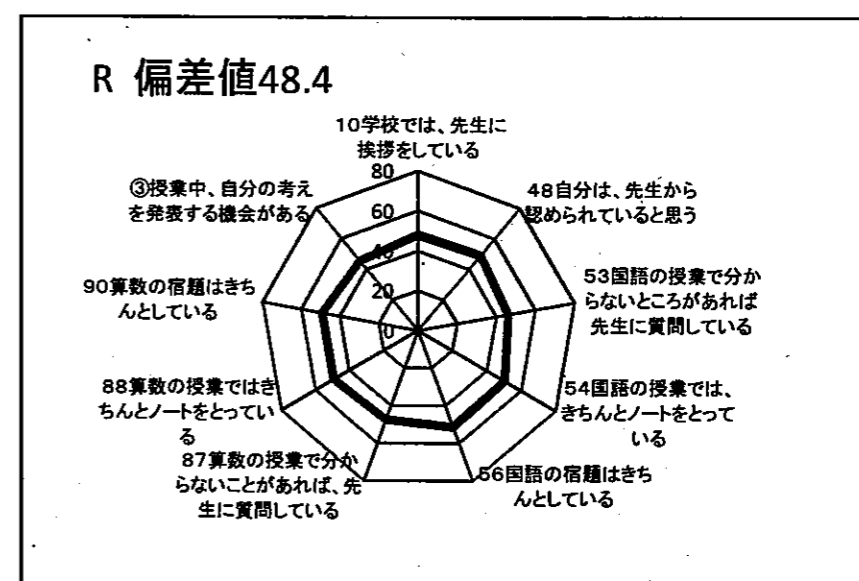 R 偏差値48.4
10学校では、先生に
挨拶をしている
80
60
40
20
0
48自分は、先生から
認められていると思う
53国語の授業で分か
らないところがあれば
先生に質問している
54国語の授業では、
きちんとノートをとって
いる
56国語の宿題はきち
んとしている
87算数の授業で分か
らないことがあれば、先
生に質問している
88算数の授業ではき
ちんとノートをとってい
る
90算数の宿題はきち
んとしている
③授業中、自分の考え
を発表する機会がある